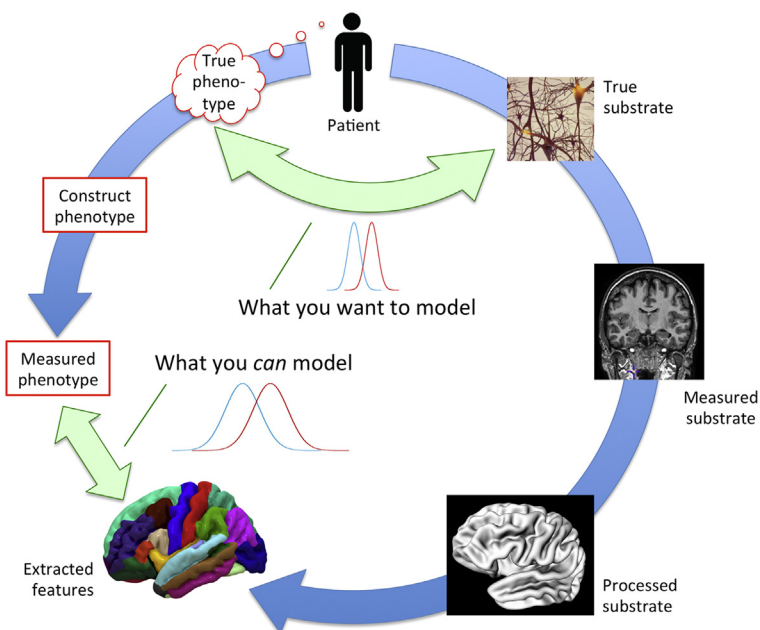 True
pheno-
type
Patient
True
substrate
Construct
phenotype
What you want to model
Measured
phenotype
What you can model
Measured
substrate
Extracted
features
Processed
substrate